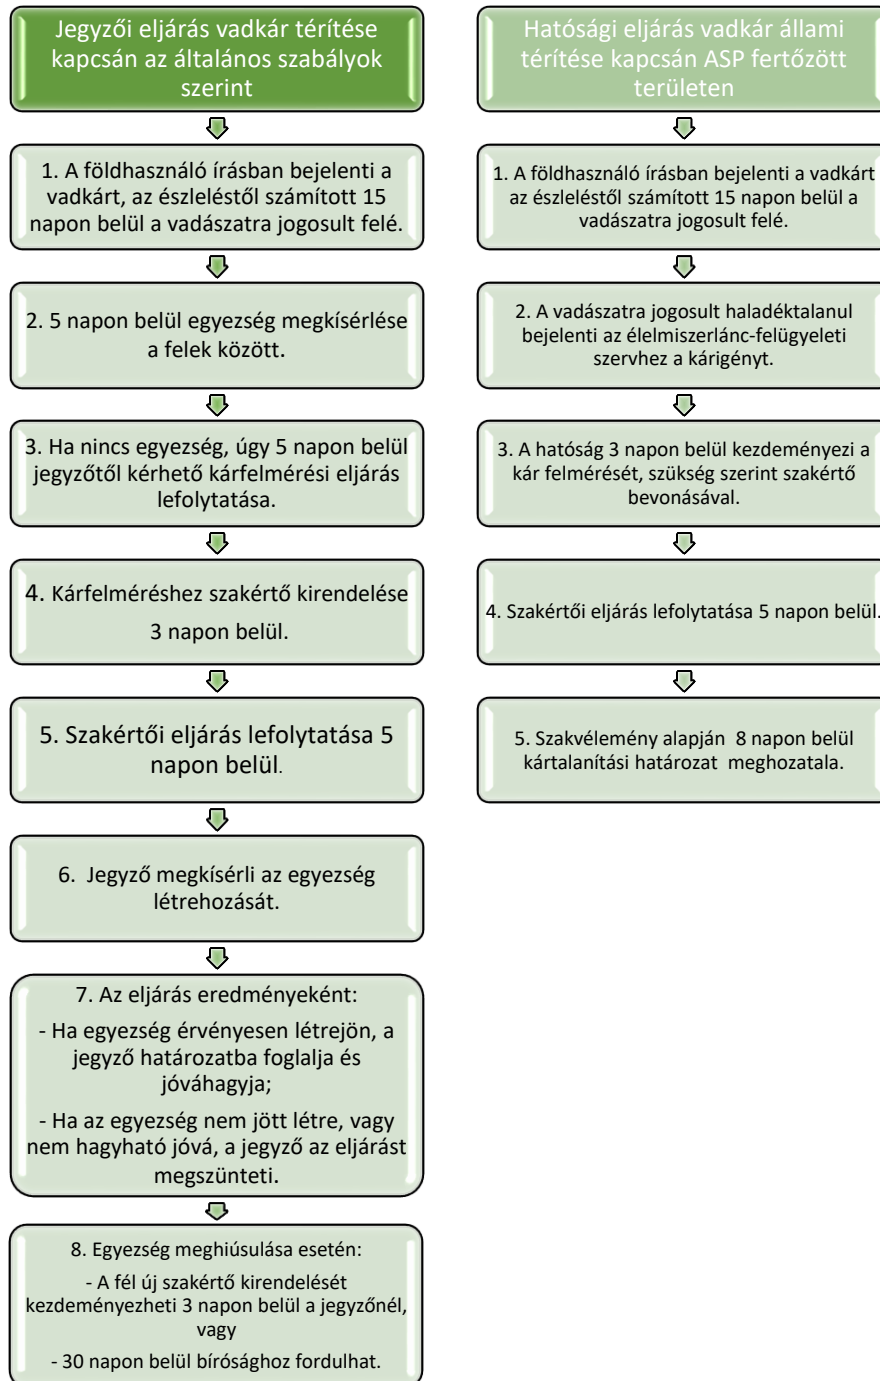 Jegyzői eljárás vadkár térítése
kapcsán az általános szabályok
szerint
1. A földhasználó írásban bejelenti a
vadkárt, az észleléstől számított 15
napon belül a vadászatra jogosult felé.
2. 5 napon belül egyezség megkísérlése
a felek között.
3. Ha nincs egyezség, úgy 5 napon belül
jegyzőtől kérhető kárfelmérési eljárás
lefolytatása.
4. Kárfelméréshez szakértő kirendelése
3 napon belül.
5. Szakértői eljárás lefolytatása 5
napon belül.
6. Jegyző megkísérli az egyezség
létrehozását.
7. Az eljárás eredményeként:
- Ha egyezség érvényesen létrejön, a
jegyző határozatba foglalja és
jóváhagyja;
- Ha az egyezség nem jött létre, vagy
nem hagyható jóvá, a jegyző az eljárást
megszünteti.
8. Egyezség meghiúsulása esetén:
- A fél új szakértő kirendelését
kezdeményezheti 3 napon belül a jegyzőnél,
vagy
- 30 napon belül bírósághoz fordulhat.
Hatósági eljárás vadkár állami
térítése kapcsán ASP fertőzött
területen
1. A földhasználó írásban bejelenti a vadkárt
az észleléstől számított 15 napon belül a
vadászatra jogosult felé.
2. A vadászatra jogosult haladéktalanul
bejelenti az élelmiszerlánc-felügyeleti
szervhez a kárigényt.
3. A hatóság 3 napon belül kezdeményezi a
kár felmérését, szükség szerint szakértő
bevonásával.
4. Szakértői eljárás lefolytatása 5 napon belül.
5. Szakvélemény alapján 8 napon belül
kártalanítási határozat meghozatala.